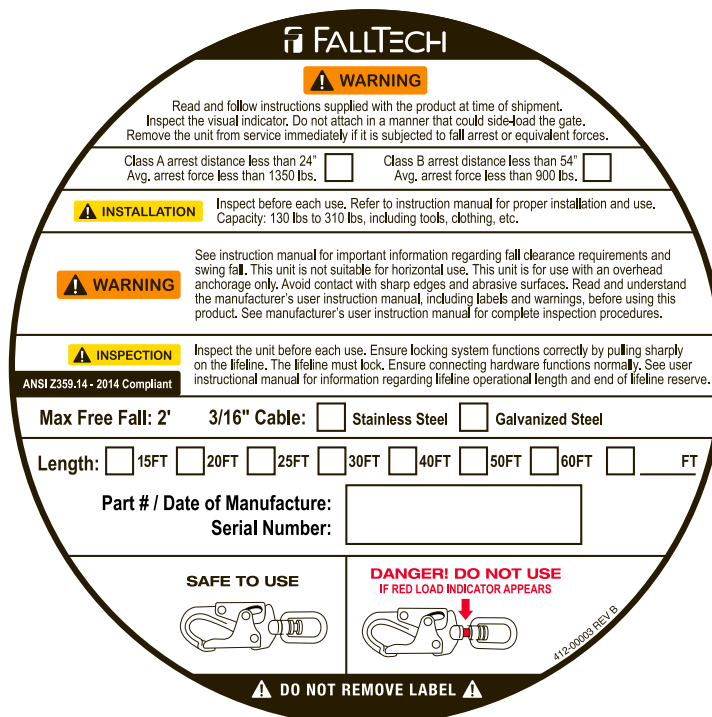 FALLTECH
WARNING
Read and follow instructions supplied with the product at time of shipment.
Inspect the visual indicator. Do not attach in a manner that could side-load the gate.
Remove the unit from service immediately if it is subjected to fall arrest or equivalent forces.
Class A arrest distance less than 24"
Avg. arrest force less than 1350 lbs.
Class B arrest distance less than 54"
Avg. arrest force less than 900 lbs.
INSTALLATION
Inspect before each use. Refer to instruction manual for proper installation and use.
Capacity: 130 lbs to 310 lbs, including tools, clothing, etc.
WARNING
See instruction manual for important information regarding fall clearance requirements and
swing fall. This unit is not suitable for horizontal use. This unit is for use with an overhead
anchorage only. Avoid contact with sharp edges and abrasive surfaces. Read and understand
the manufacturer's user instruction manual, including labels and warnings, before using this
product. See manufacturer's user instruction manual for complete inspection procedures.
INSPECTION
ANSI Z359.14 - 2014 Compliant
Inspect the unit before each use. Ensure locking system functions correctly by pulling sharply
on the lifeline. The lifeline must lock. Ensure connecting hardware functions normally. See user
instructional manual for information regarding lifeline operational length and end of lifeline reserve.
Max Free Fall: 2' 3/16" Cable: Stainless Steel Galvanized Steel
Length: 15FT 20FT 25FT 30FT 40FT 50FT 60FT ____FT
Part # / Date of Manufacture:
Serial Number:
SAFE TO USE
DANGER! DO NOT USE
IF RED LOAD INDICATOR APPEARS
412-00003 REV B
DO NOT REMOVE LABEL